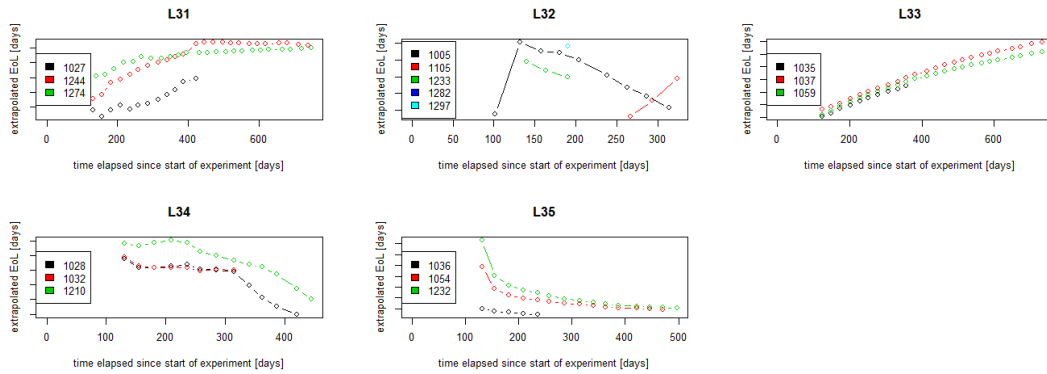 L31
extrapolated EoL [days]
1027
1244
1274
0 200 400 600
time elapsed since start of experiment [days]
L32
extrapolated EoL [days]
1005
1105
1233
1282
1297
0 50 100 150 200 250 300
time elapsed since start of experiment [days]
L33
extrapolated EoL [days]
1035
1037
1059
0 200 400 600
time elapsed since start of experiment [days]
L34
extrapolated EoL [days]
1028
1032
1210
0 100 200 300 400
time elapsed since start of experiment [days]
L35
extrapolated EoL [days]
1036
1054
1232
0 100 200 300 400 500
time elapsed since start of experiment [days]